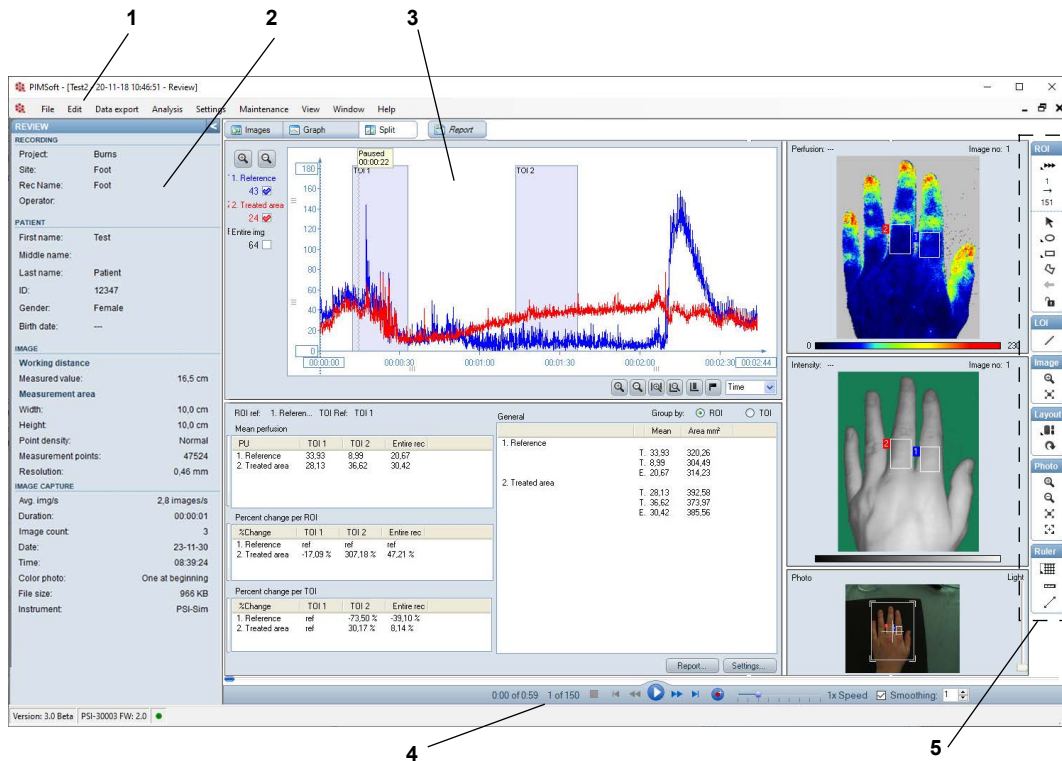 1
2
3
PIMSoft - [Test2 - 20-11-18 10:46:51 - Review]
File Edit Data export Analysis Settings Maintenance View Window Help
REVIEW
RECORDING
Project: Burns
Site: Foot
Rec Name: Foot
Operator:
PATIENT
First name: Test
Middle name:
Last name: Patient
ID: 12347
Gender: Female
Birth date: ---
IMAGE
Working distance
Measured value: 16,5 cm
Measurement area
Width: 10,0 cm
Height: 10,0 cm
Point density: Normal
Measurement points: 47524
Resolution: 0,46 mm
IMAGE CAPTURE
Avg. img/s 2,8 images/s
Duration: 00:00:01
Image count: 3
Date: 23-11-30
Time: 08:39:24
Color photo: One at beginning
File size: 966 KB
Instrument: PSI-Sim
Images Graph Split Report
Paused
00:00:22
1. Reference
43
2. Treated area
24
Entire img
64
TOI 1 TOI 2
180
160
140
120
100
80
60
40
20
0
00:00:00 00:00:30 00:01:00 00:01:30 00:02:00 00:02:30 00:02:44
Time
ROI ref: 1. Referen... TOI Ref: TOI 1
Mean perfusion
PU TOI 1 TOI 2 Entire rec
1. Reference 33,93 8,99 20,67
2. Treated area 28,13 36,62 30,42
Percent change per ROI
%Change TOI 1 TOI 2 Entire rec
1. Reference ref ref ref
2. Treated area -17,09 % 307,18 % 47,21 %
Percent change per TOI
%Change TOI 1 TOI 2 Entire rec
1. Reference ref -73,50 % -39,10 %
2. Treated area ref 30,17 % 8,14 %
General Group by: ROI TOI
Mean Area mm²
1. Reference
T. 33,93 320,26
T. 8,99 304,49
E. 20,67 314,23
2. Treated area
T. 28,13 392,58
T. 36,62 373,97
E. 30,42 385,56
Report... Settings...
Perfusion: --- Image no: 1
2 1
0 230
Intensity: --- Image no: 1
2 1
Photo Light
ROI
1
151
LOI
Image
Layout
Photo
Ruler
0:00 of 0:59 1 of 150 1x Speed Smoothing: 1
Version: 3.0 Beta PSI-30003 FW: 2.0
4
5